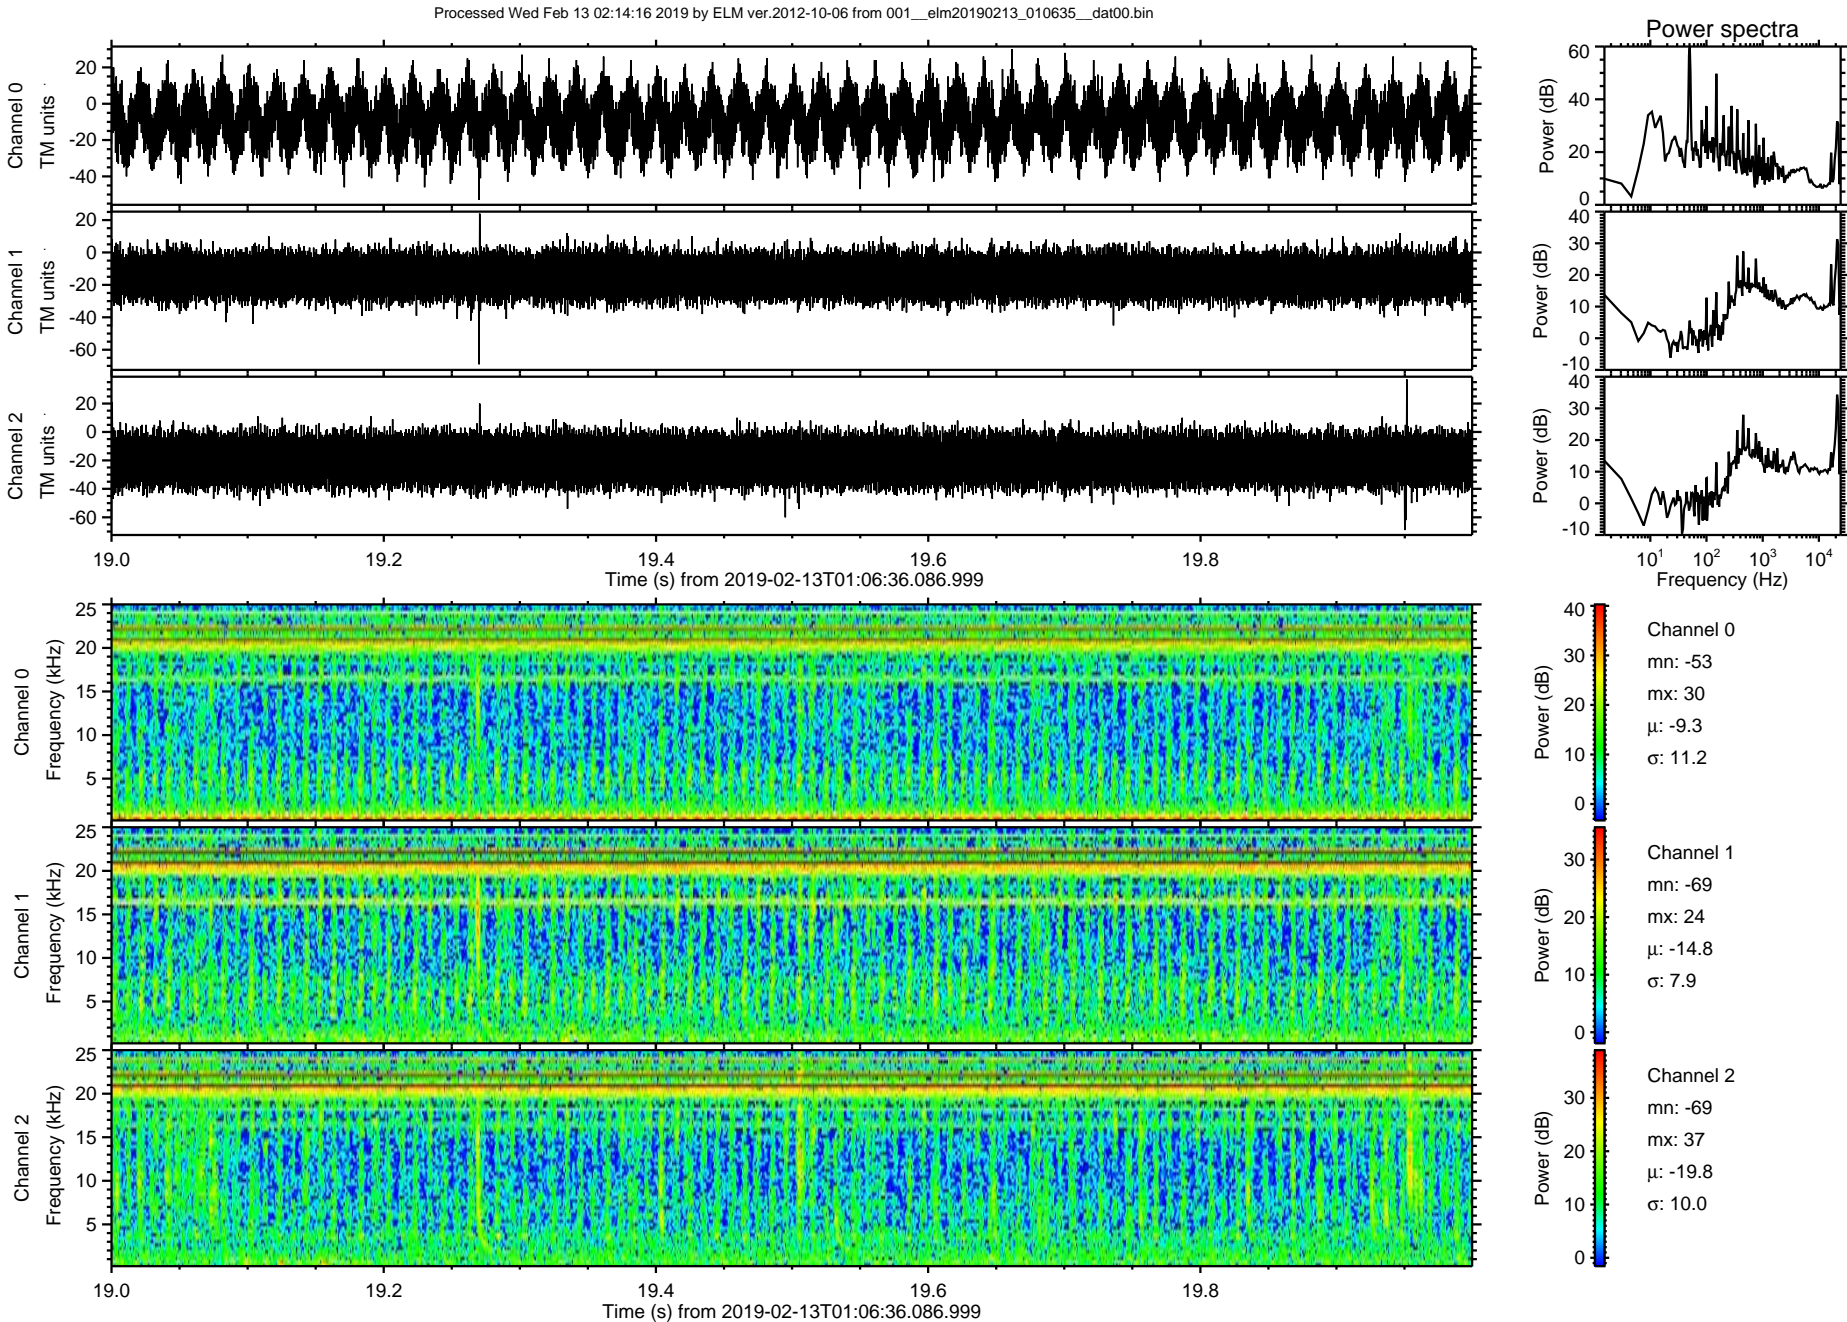 Processed Wed Feb 13 02:14:16 2019 by ELM ver.2012-10-06 from 001__elm20190213_010635__dat00.bin
Power spectra
Channel 0
TM units
20
0
-20
-40
Power (dB)
60
40
20
0
Channel 1
TM units
20
0
-20
-40
-60
Power (dB)
40
30
20
10
0
-10
Channel 2
TM units
20
0
-20
-40
-60
Power (dB)
40
30
20
10
0
-10
19.0 19.2 19.4 19.6 19.8
Time (s) from 2019-02-13T01:06:36.086.999
10¹ 10² 10³ 10⁴
Frequency (Hz)
Channel 0
Frequency (kHz)
25
20
15
10
5
Power (dB)
40
30
20
10
0
Channel 0
mn: -53
mx: 30
μ: -9.3
σ: 11.2
Channel 1
Frequency (kHz)
25
20
15
10
5
Power (dB)
30
20
10
0
Channel 1
mn: -69
mx: 24
μ: -14.8
σ: 7.9
Channel 2
Frequency (kHz)
25
20
15
10
5
Power (dB)
30
20
10
0
Channel 2
mn: -69
mx: 37
μ: -19.8
σ: 10.0
19.0 19.2 19.4 19.6 19.8
Time (s) from 2019-02-13T01:06:36.086.999